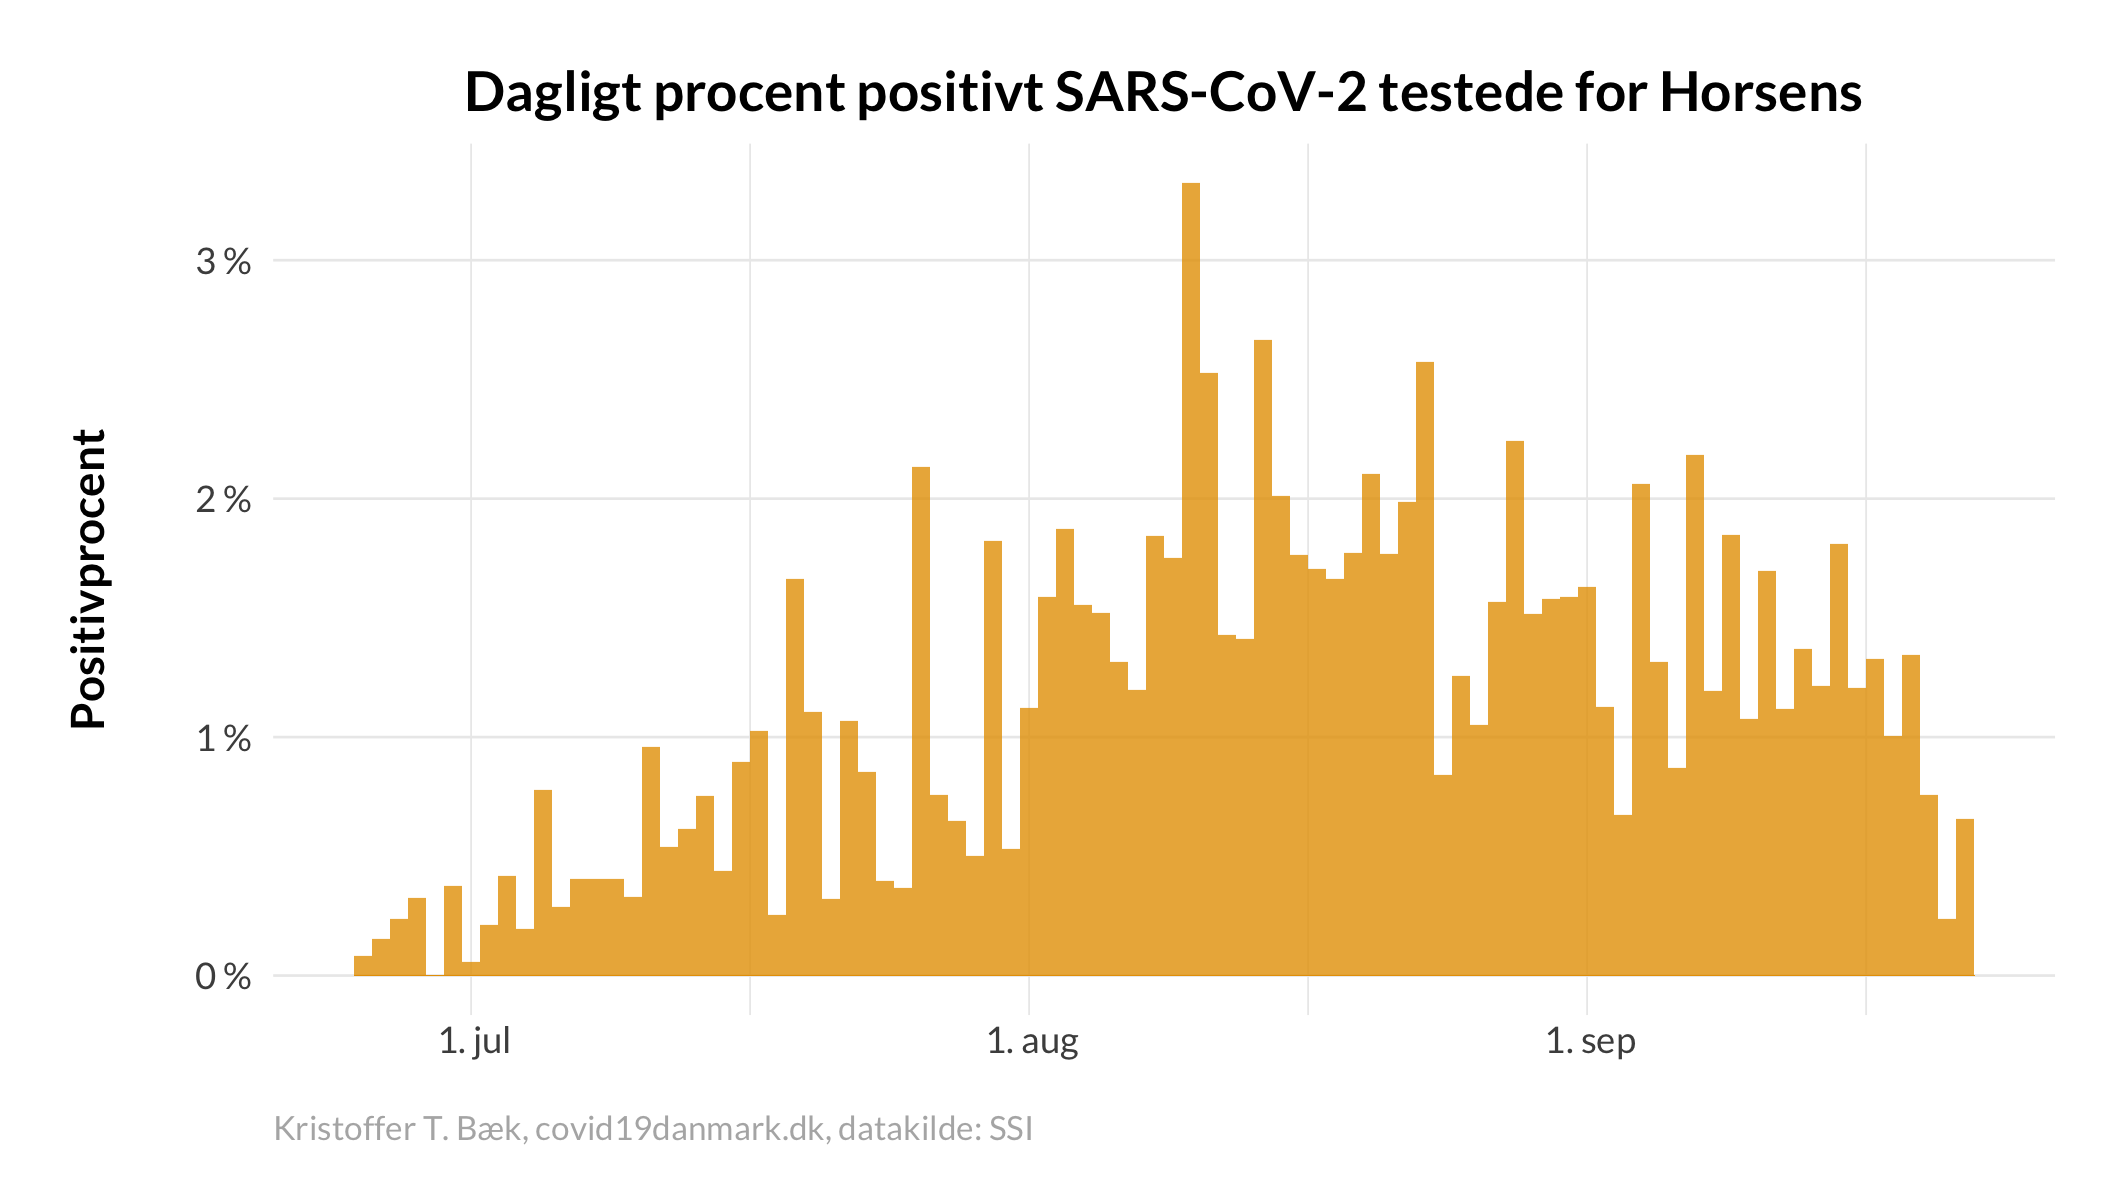 Dagligt procent positivt SARS-CoV-2 testede for Horsens
Positivprocent
3 %
2 %
1 %
0 %
1. jul
1. aug
1. sep
Kristoffer T. Bæk, covid19danmark.dk, datakilde: SSI